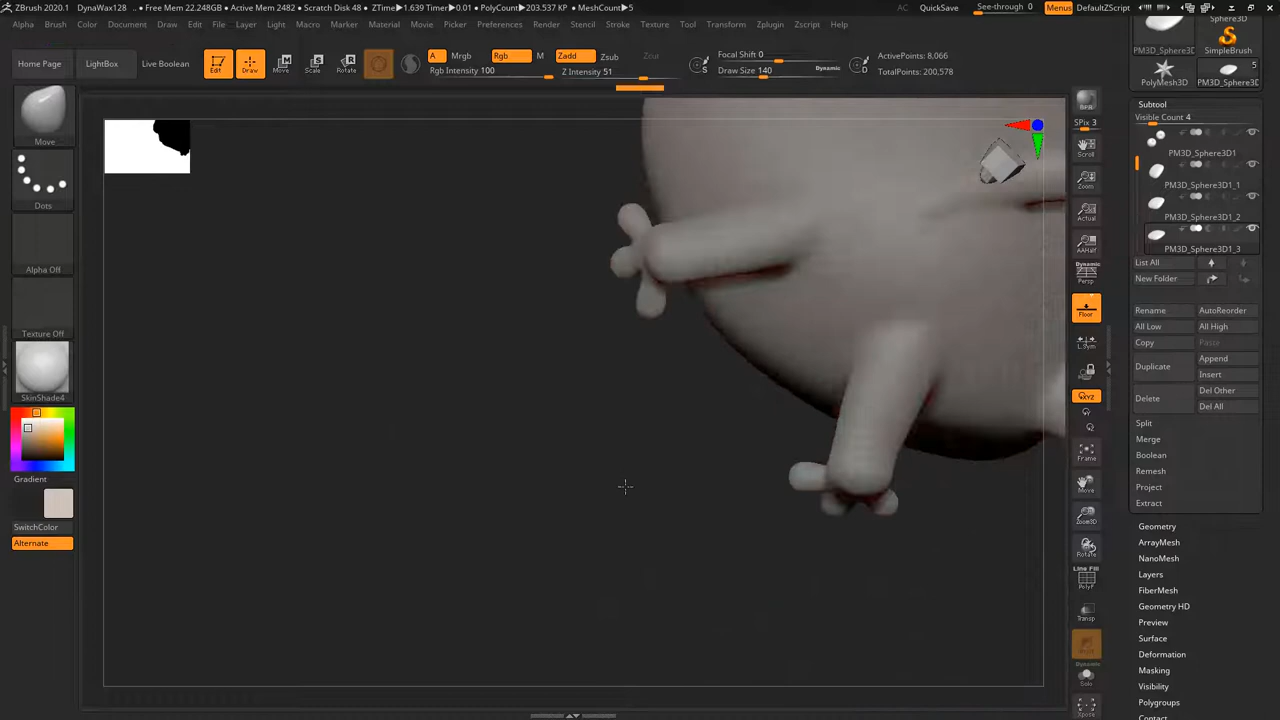 ZBrush 2020.1 DynaWax128 • Free Mem 22.248GB • Active Mem 2482 • Scratch Disk 48 • ZTime▶1.639 Timer▶0.01 • PolyCount▶203.537 KP • MeshCount▶5 AC QuickSave See-through 0 Menus DefaultZScript
Alpha Brush Color Document Draw Edit File Layer Light Macro Marker Material Movie Picker Preferences Render Stencil Stroke Texture Tool Transform Zplugin Zscript Help
Home Page LightBox Live Boolean Edit Draw Move Scale Rotate
A Mrgb Rgb M Zadd Zsub Zcut
Rgb Intensity 100 Z Intensity 51
Focal Shift 0
Draw Size 140 Dynamic
S D
ActivePoints: 8,066
TotalPoints: 200,578
Move
Dots
Alpha Off
Texture Off
SkinShade4
Gradient
SwitchColor
Alternate
BPR
SPix 3
Scroll
Zoom
Actual
AAHalf
Dynamic
Persp
Floor
L.Sym
XYZ
Frame
Move
Zoom3D
Rotate
Line Fill
PolyF
Transp
Dynamic
Solo
Xpose
Sphere3D
PM3D_Sphere3D SimpleBrush
5
PolyMesh3D PM3D_Sphere3D
Subtool
Visible Count 4
PM3D_Sphere3D1
PM3D_Sphere3D1_1
PM3D_Sphere3D1_2
PM3D_Sphere3D1_3
List All
New Folder
Rename AutoReorder
All Low All High
Copy Paste
Duplicate Append
Insert
Delete Del Other
Del All
Split
Merge
Boolean
Remesh
Project
Extract
Geometry
ArrayMesh
NanoMesh
Layers
FiberMesh
Geometry HD
Preview
Surface
Deformation
Masking
Visibility
Polygroups
Contact